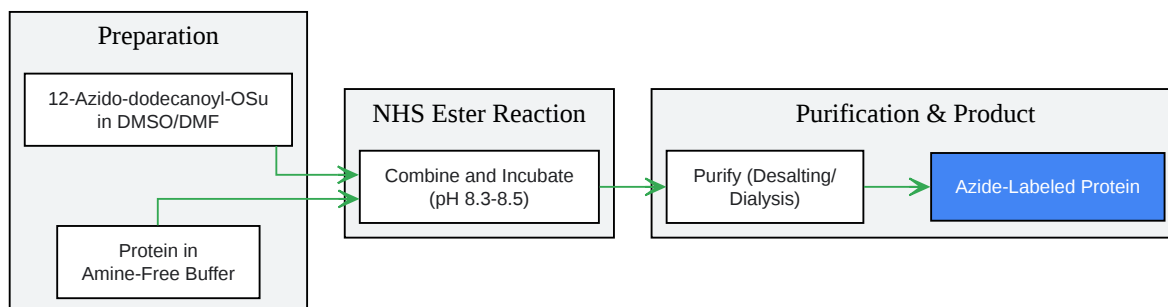 Preparation
12-Azido-dodecanoyl-OSu
in DMSO/DMF
Protein in
Amine-Free Buffer
NHS Ester Reaction
Combine and Incubate
(pH 8.3-8.5)
Purification & Product
Purify (Desalting/
Dialysis)
Azide-Labeled Protein